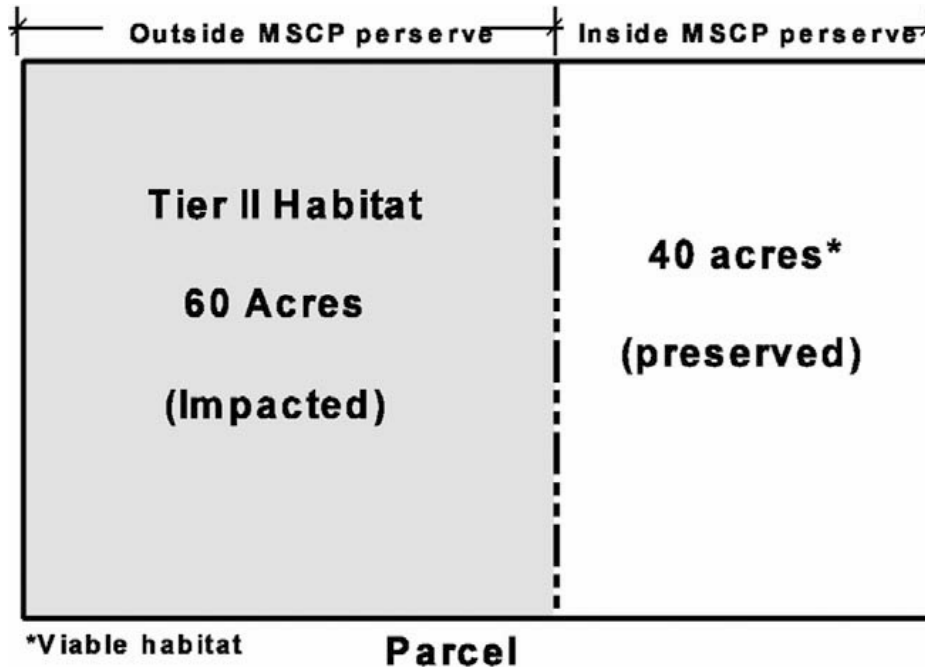 Outside MSCP perserve
Inside MSCP perserve
Tier II Habitat
60 Acres
(Impacted)
40 acres*
(preserved)
*Viable habitat
Parcel